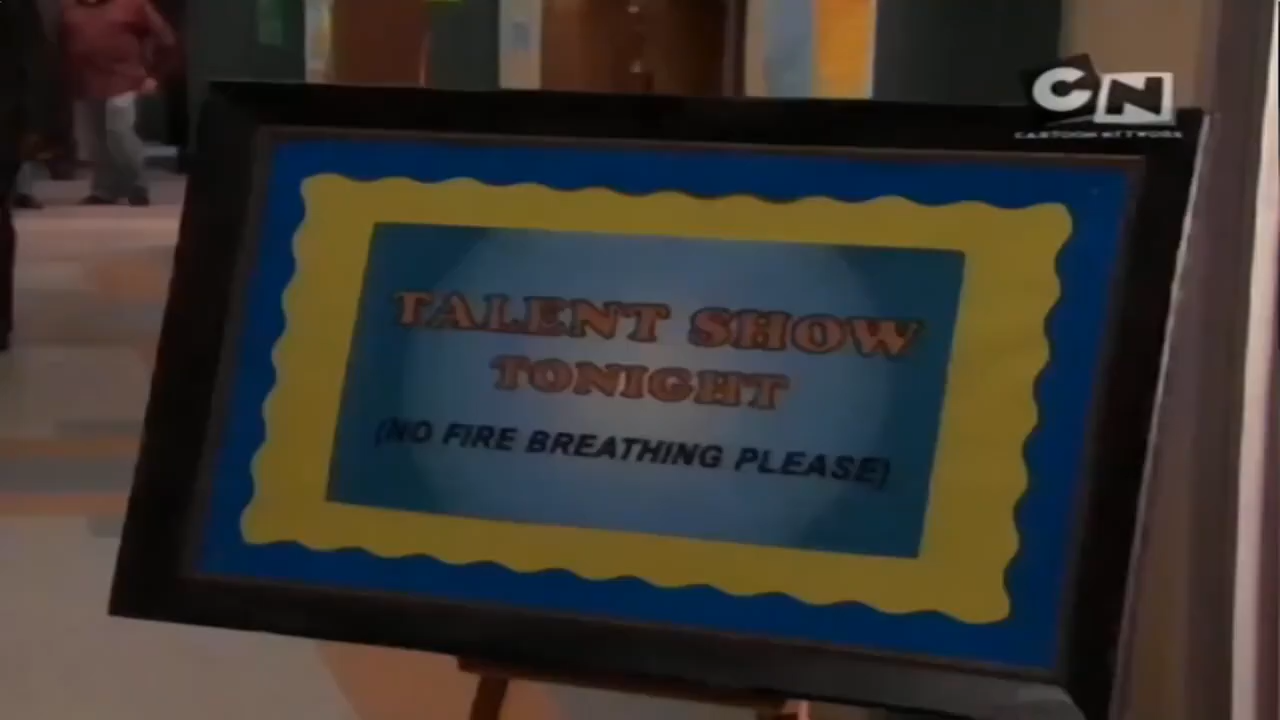 CN
CARTOON NETWORK
TALENT SHOW
TONIGHT
(NO FIRE BREATHING PLEASE)